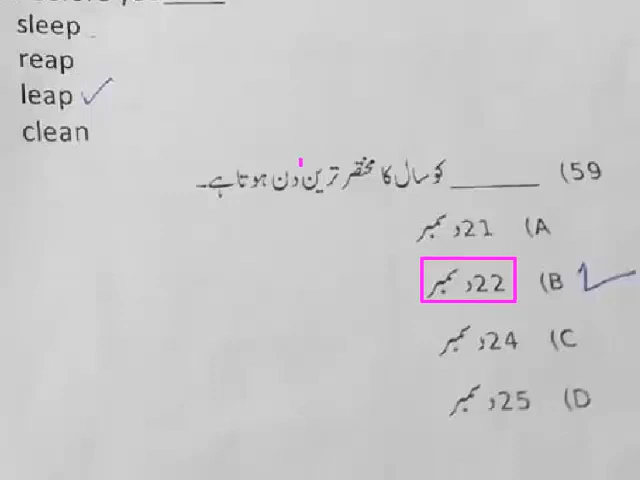 sleep
reap
leap
clean
59) ______ کو سال کا مختصر ترین دن ہوتا ہے۔
A) 21 دسمبر
B) 22 دسمبر
C) 24 دسمبر
D) 25 دسمبر